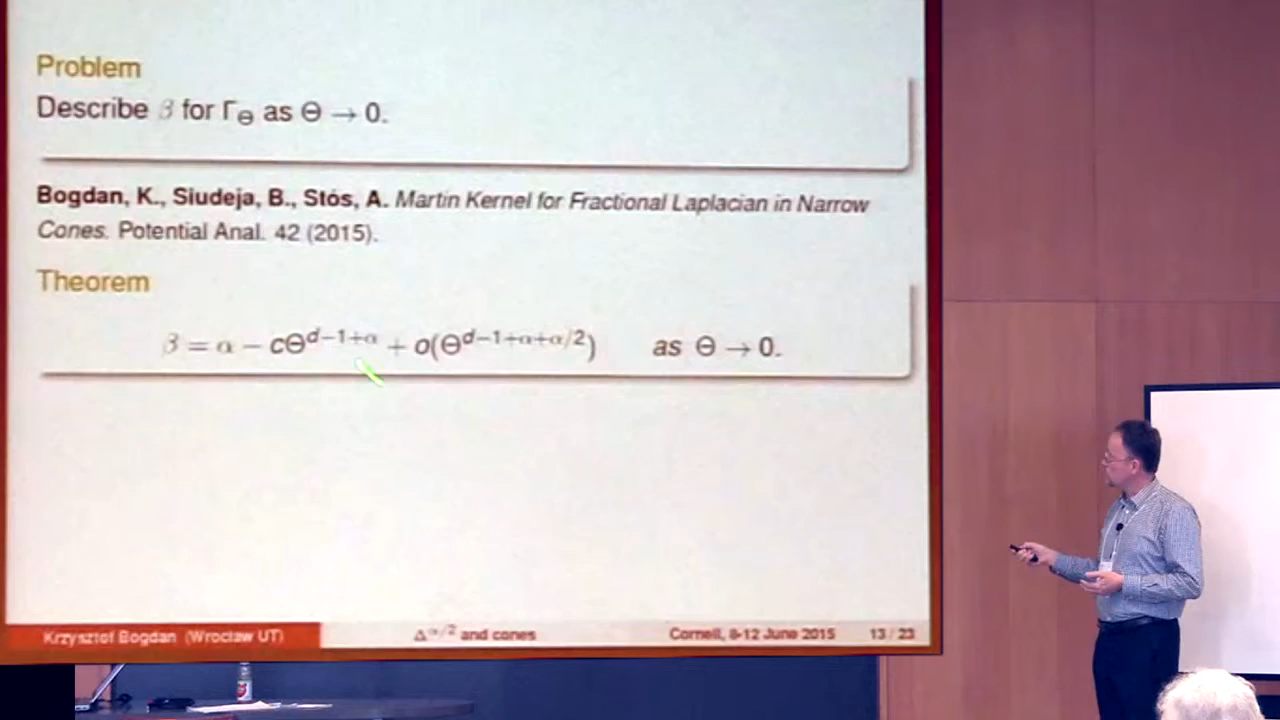 Problem
Describe β for Γ_Θ as Θ → 0.
Bogdan, K., Siudeja, B., Stós, A. Martin Kernel for Fractional Laplacian in Narrow
Cones. Potential Anal. 42 (2015).
Theorem
β = α − cΘ^{d−1+α} + o(Θ^{d−1+α+α/2}) as Θ → 0.
Krzysztof Bogdan (Wrocław UT) Δ^{α/2} and cones Cornell, 8-12 June 2015 13 / 23